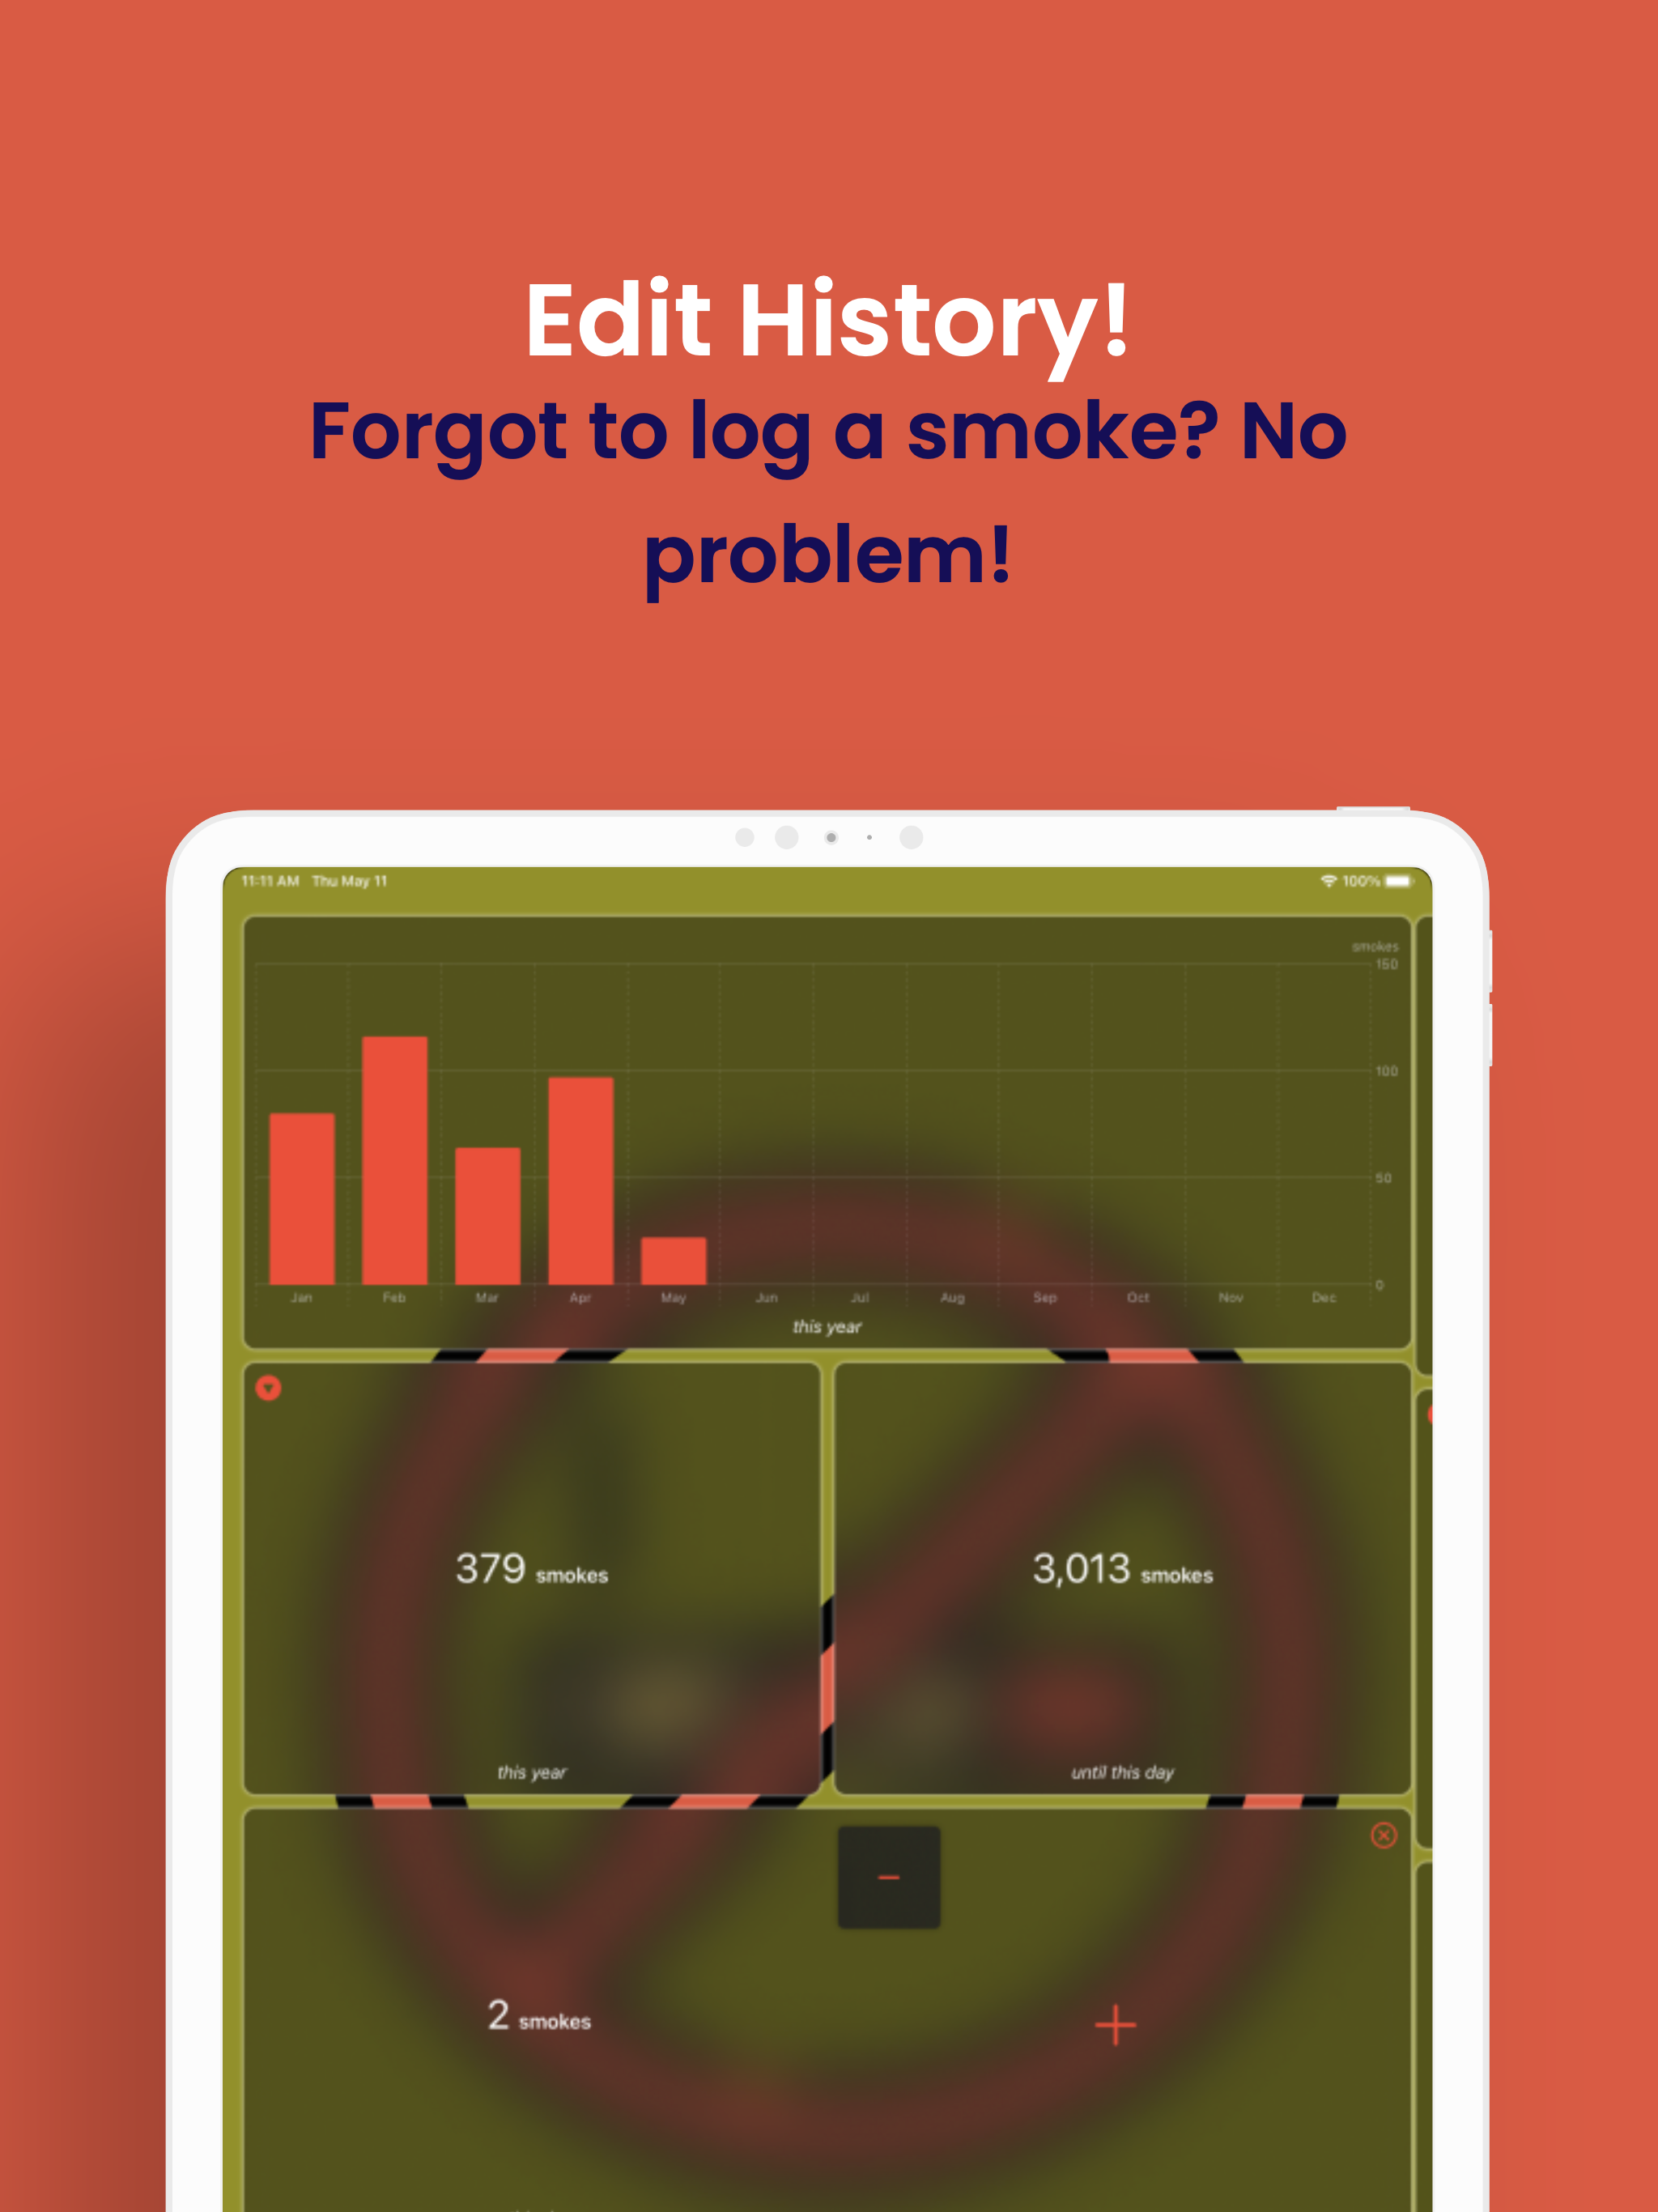 Edit History!
Forgot to log a smoke? No
problem!
11:11 AM Thu May 11
100%
smokes
150
100
50
0
Jan Feb Mar Apr May Jun Jul Aug Sep Oct Nov Dec
this year
379 smokes
3,013 smokes
this year
until this day
2 smokes